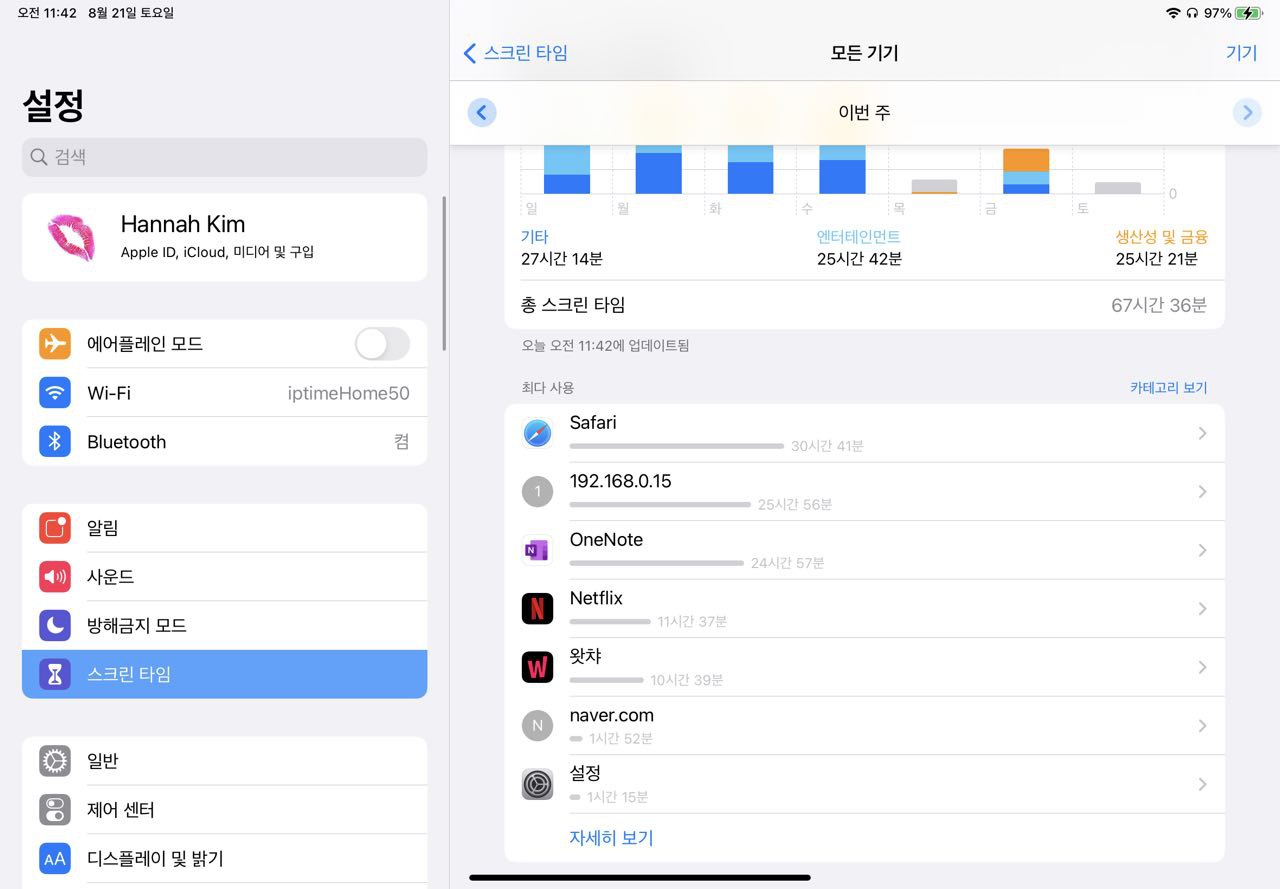 오전 11:42 8월 21일 토요일
97%
설정
검색
Hannah Kim
Apple ID, iCloud, 미디어 및 구입
에어플레인 모드
Wi-Fi iptimeHome50
Bluetooth 켬
알림
사운드
방해금지 모드
스크린 타임
일반
제어 센터
AA 디스플레이 및 밝기
스크린 타임 모든 기기 기기
이번 주
0
일 월 화 수 목 금 토
기타 엔터테인먼트 생산성 및 금융
27시간 14분 25시간 42분 25시간 21분
총 스크린 타임 67시간 36분
오늘 오전 11:42에 업데이트됨
최다 사용 카테고리 보기
Safari
30시간 41분
1 192.168.0.15
25시간 56분
N OneNote
24시간 57분
N Netflix
11시간 37분
W 왓챠
10시간 39분
N naver.com
1시간 52분
설정
1시간 15분
자세히 보기